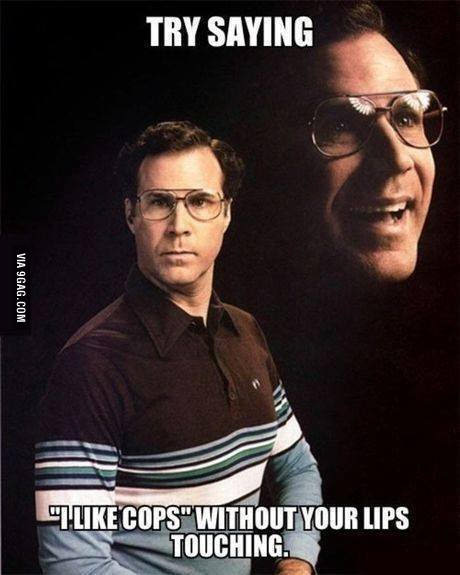 TRY SAYING
VIA 9GAG.COM
"I LIKE COPS" WITHOUT YOUR LIPS
TOUCHING.